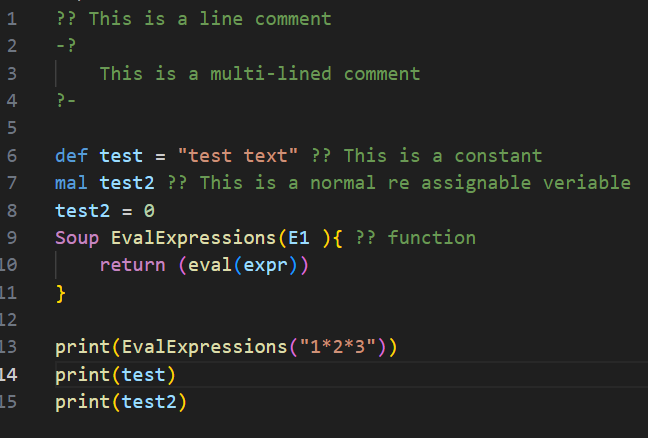 1 ?? This is a line comment
2 -?
3 This is a multi-lined comment
4 ?-
5
6 def test = "test text" ?? This is a constant
7 mal test2 ?? This is a normal re assignable veriable
8 test2 = 0
9 Soup EvalExpressions(E1 ){ ?? function
10 return (eval(expr))
11 }
12
13 print(EvalExpressions("1*2*3"))
14 print(test)
15 print(test2)